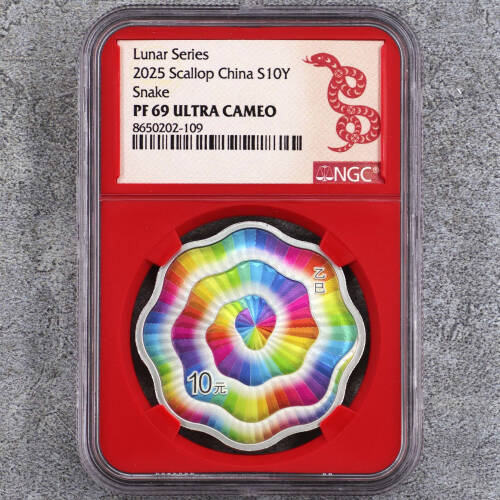 Lunar Series
2025 Scallop China S10Y
Snake
PF 69 ULTRA CAMEO
8650202-109
NGC®
乙
巳
10元